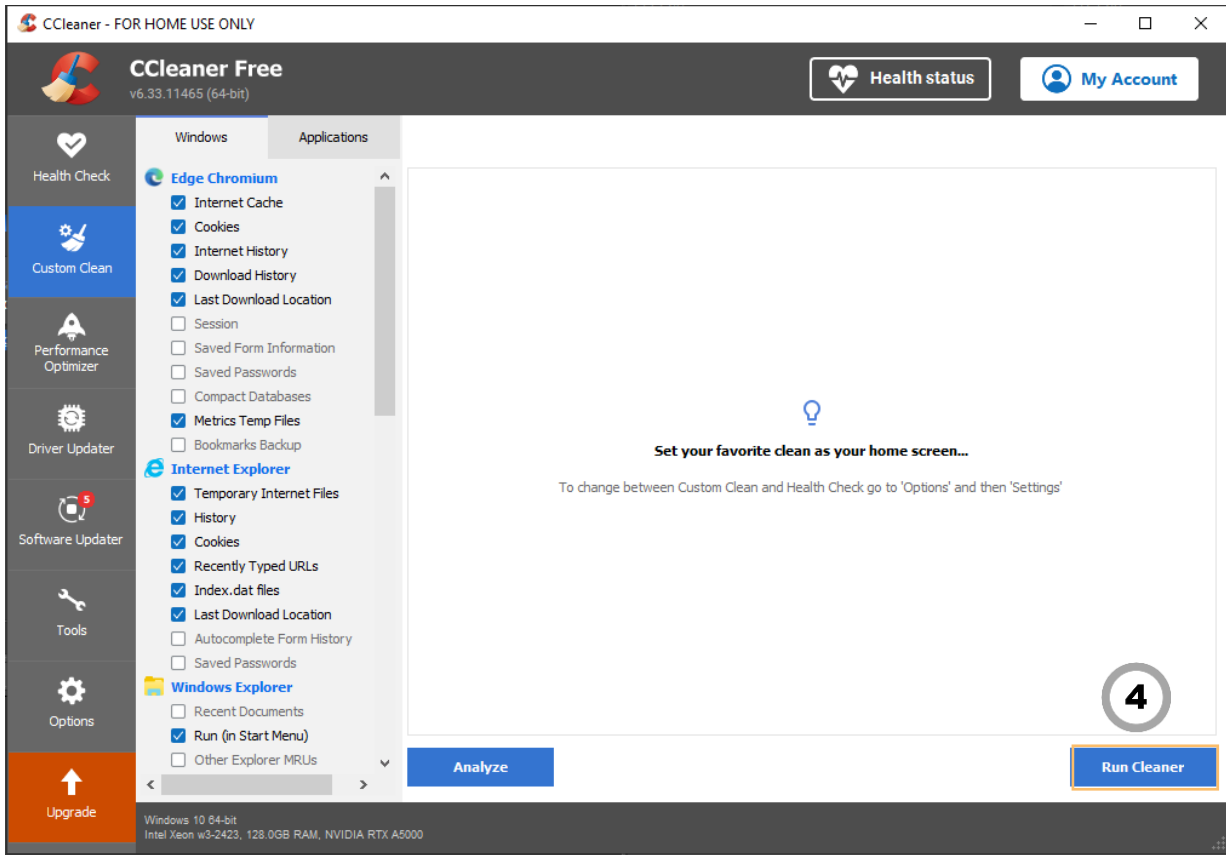 CCleaner - FOR HOME USE ONLY
CCleaner Free
v6.33.11465 (64-bit)
Health status
My Account
Health Check
Custom Clean
Performance
Optimizer
Driver Updater
5
Software Updater
Tools
Options
Upgrade
Windows
Applications
Edge Chromium
Internet Cache
Cookies
Internet History
Download History
Last Download Location
Session
Saved Form Information
Saved Passwords
Compact Databases
Metrics Temp Files
Bookmarks Backup
Internet Explorer
Temporary Internet Files
History
Cookies
Recently Typed URLs
Index.dat files
Last Download Location
Autocomplete Form History
Saved Passwords
Windows Explorer
Recent Documents
Run (in Start Menu)
Other Explorer MRUs
Set your favorite clean as your home screen...
To change between Custom Clean and Health Check go to 'Options' and then 'Settings'
4
Analyze
Run Cleaner
Windows 10 64-bit
Intel Xeon w3-2423, 128.0GB RAM, NVIDIA RTX A5000